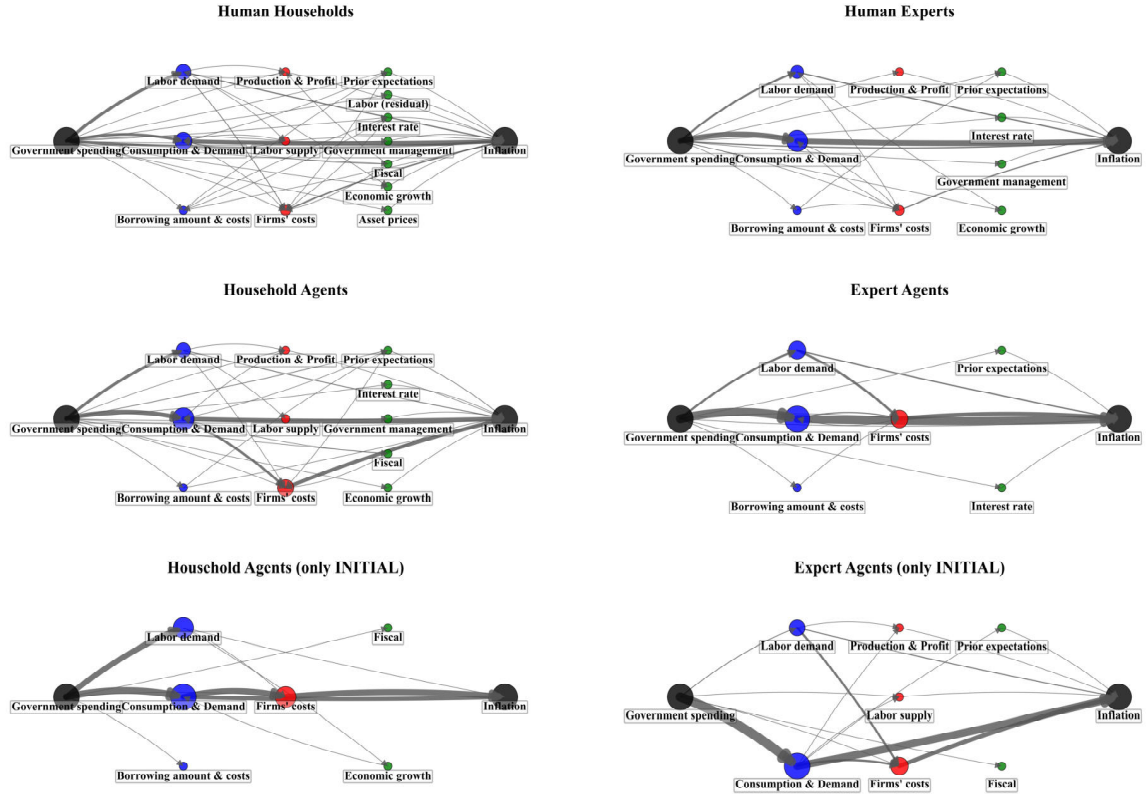 Human Households
Labor demand
Production & Profit
Prior expectations
Labor (residual)
Interest rate
Government spending
Consumption & Demand
Labor supply
Government management
Inflation
Fiscal
Economic growth
Borrowing amount & costs
Firms' costs
Asset prices
Human Experts
Labor demand
Production & Profit
Prior expectations
Interest rate
Government spending
Consumption & Demand
Inflation
Government management
Borrowing amount & costs
Firms' costs
Economic growth
Household Agents
Labor demand
Production & Profit
Prior expectations
Interest rate
Government spending
Consumption & Demand
Labor supply
Government management
Inflation
Fiscal
Borrowing amount & costs
Firms' costs
Economic growth
Expert Agents
Labor demand
Prior expectations
Government spending
Consumption & Demand
Firms' costs
Inflation
Borrowing amount & costs
Interest rate
Household Agents (only INITIAL)
Labor demand
Fiscal
Government spending
Consumption & Demand
Firms' costs
Inflation
Borrowing amount & costs
Economic growth
Expert Agents (only INITIAL)
Labor demand
Production & Profit
Prior expectations
Government spending
Labor supply
Inflation
Consumption & Demand
Firms' costs
Fiscal